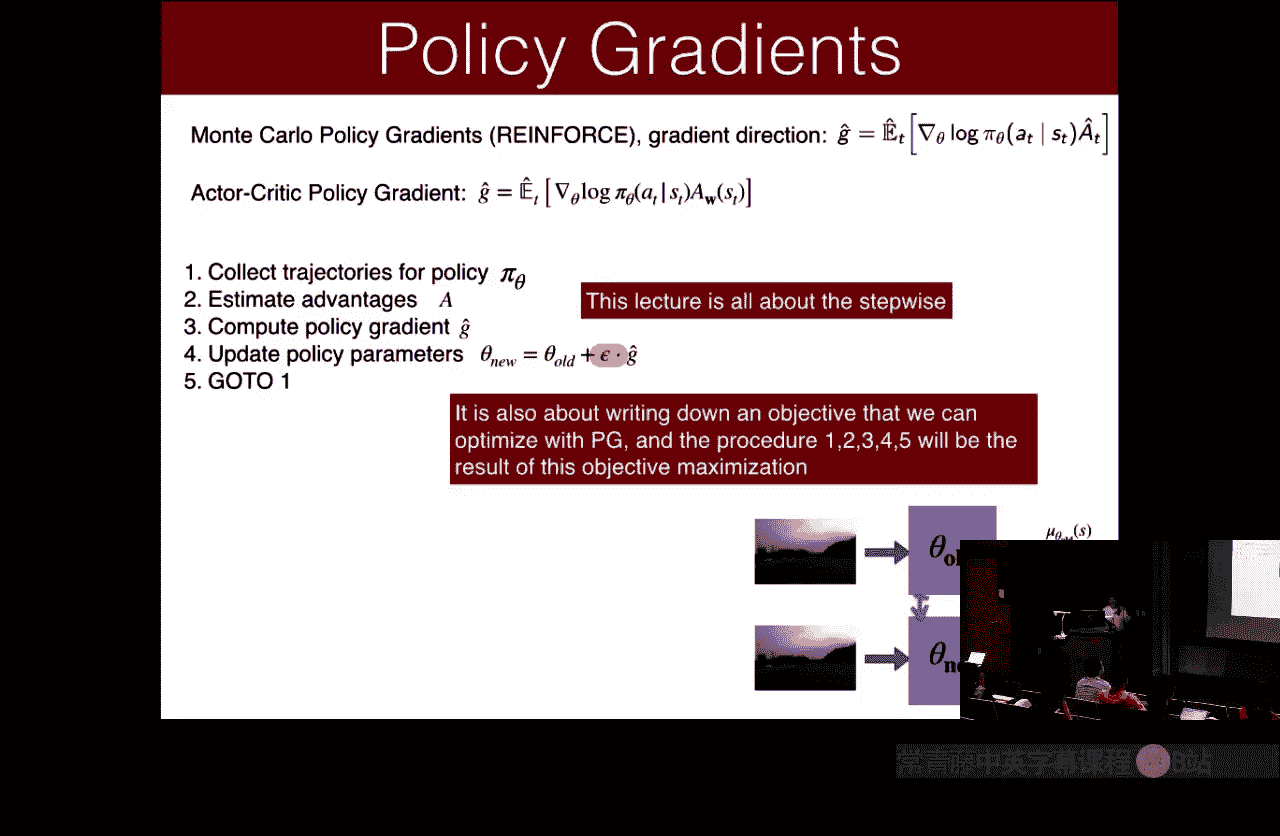 Policy Gradients
Monte Carlo Policy Gradients (REINFORCE), gradient direction: ĝ = Ê_t [∇_θ log π_θ(a_t | s_t)Â_t]
Actor-Critic Policy Gradient: ĝ = Ê_t [∇_θ log π_θ(a_t|s_t)A_w(s_t)]
1. Collect trajectories for policy π_θ
2. Estimate advantages A
This lecture is all about the stepwise
3. Compute policy gradient ĝ
4. Update policy parameters θ_new = θ_old + ϵ · ĝ
5. GOTO 1
It is also about writing down an objective that we can
optimize with PG, and the procedure 1,2,3,4,5 will be the
result of this objective maximization